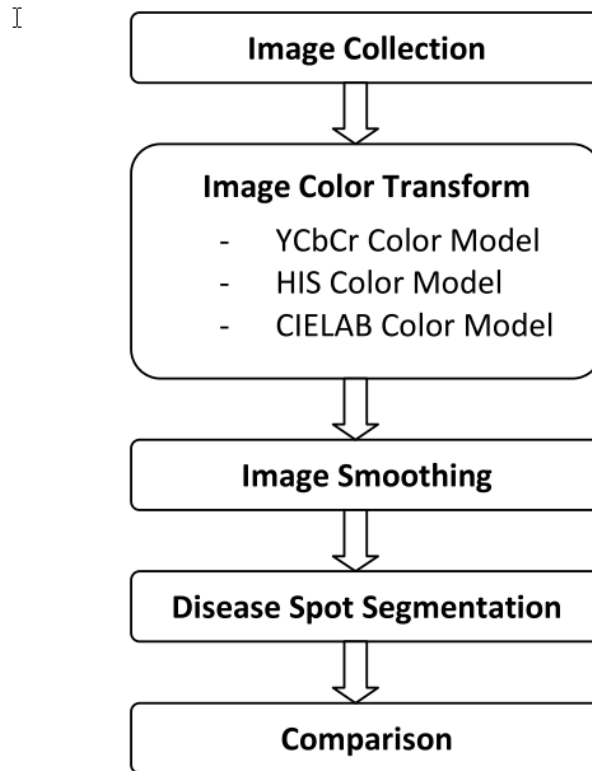 Image Collection
Image Color Transform
- YCbCr Color Model
- HIS Color Model
- CIELAB Color Model
Image Smoothing
Disease Spot Segmentation
Comparison